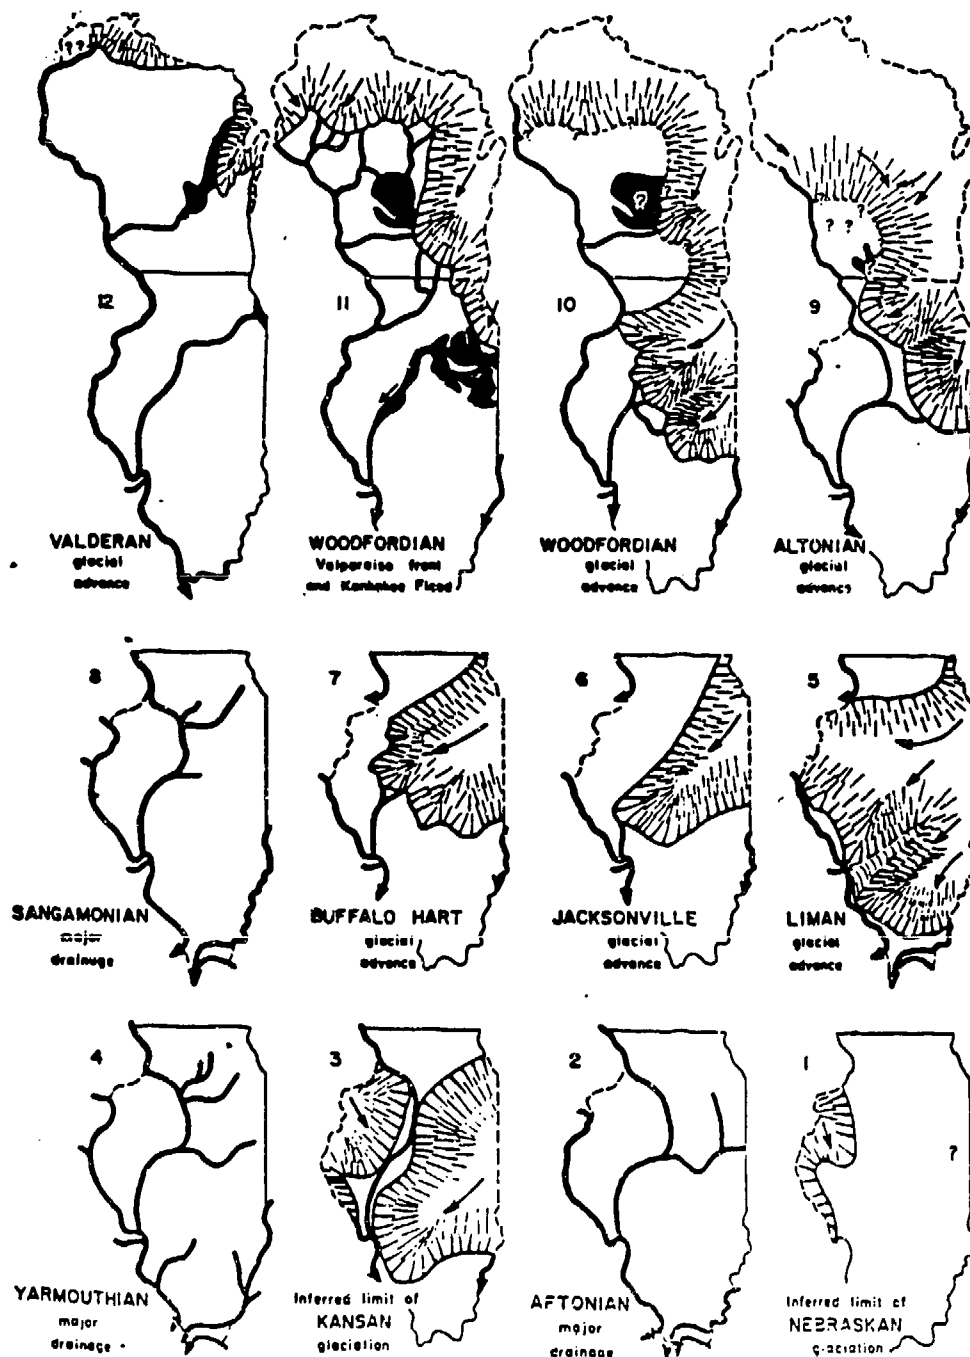 ? ?
12
VALDERAN
glacial
advance
11
WOODFORDIAN
Valparaiso front
and Kankakee Flood
?
10
WOODFORDIAN
glacial
advance
?
? ?
9
ALTONIAN
glacial
advance
8
SANGAMONIAN
major
drainage
7
BUFFALO HART
glacial
advance
6
JACKSONVILLE
glacial
advance
5
LIMAN
glacial
advance
4
YARMOUTHIAN
major
drainage
3
Inferred limit of
KANSAN
glaciation
2
AFTONIAN
major
drainage
1
?
Inferred limit of
NEBRASKAN
glaciation